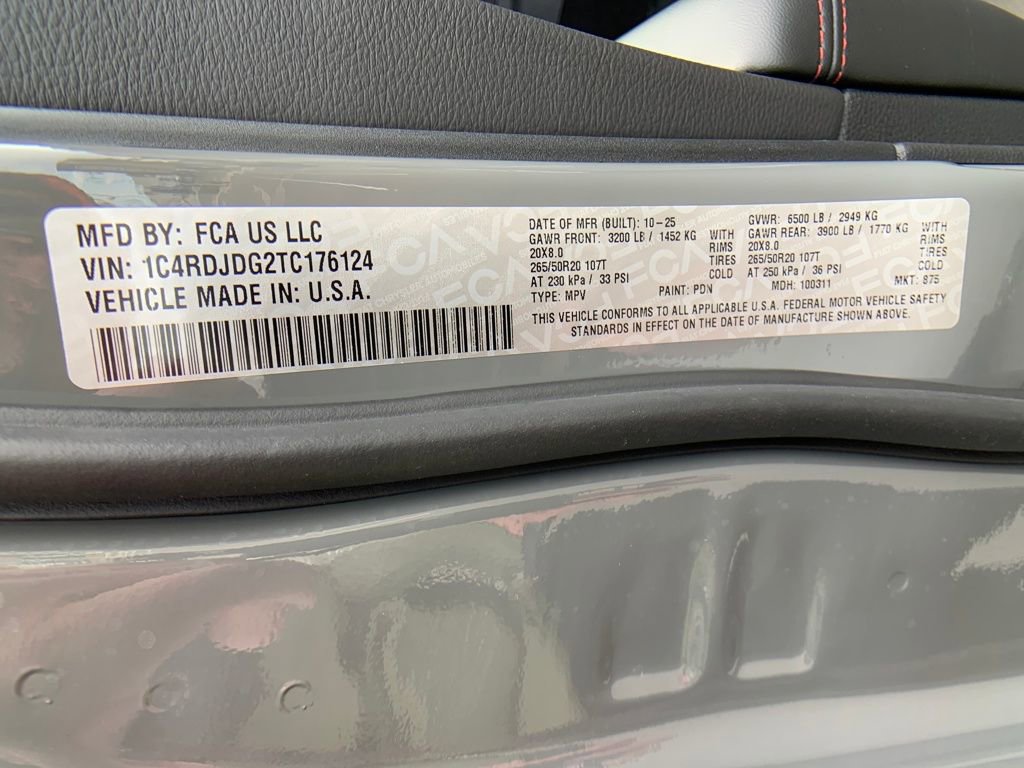 MFD BY: FCA US LLC
VIN: 1C4RDJDG2TC176124
VEHICLE MADE IN: U.S.A.
DATE OF MFR (BUILT): 10-25
GAWR FRONT: 3200 LB / 1452 KG WITH
20X8.0 RIMS
265/50R20 107T TIRES
AT 230 kPa / 33 PSI COLD
TYPE: MPV PAINT: PDN
GVWR: 6500 LB / 2949 KG
GAWR REAR: 3900 LB / 1770 KG WITH
20X8.0 RIMS
265/50R20 107T TIRES
AT 250 kPa / 36 PSI COLD
MDH: 100311 MKT: 875
THIS VEHICLE CONFORMS TO ALL APPLICABLE U.S.A. FEDERAL MOTOR VEHICLE SAFETY
STANDARDS IN EFFECT ON THE DATE OF MANUFACTURE SHOWN ABOVE.